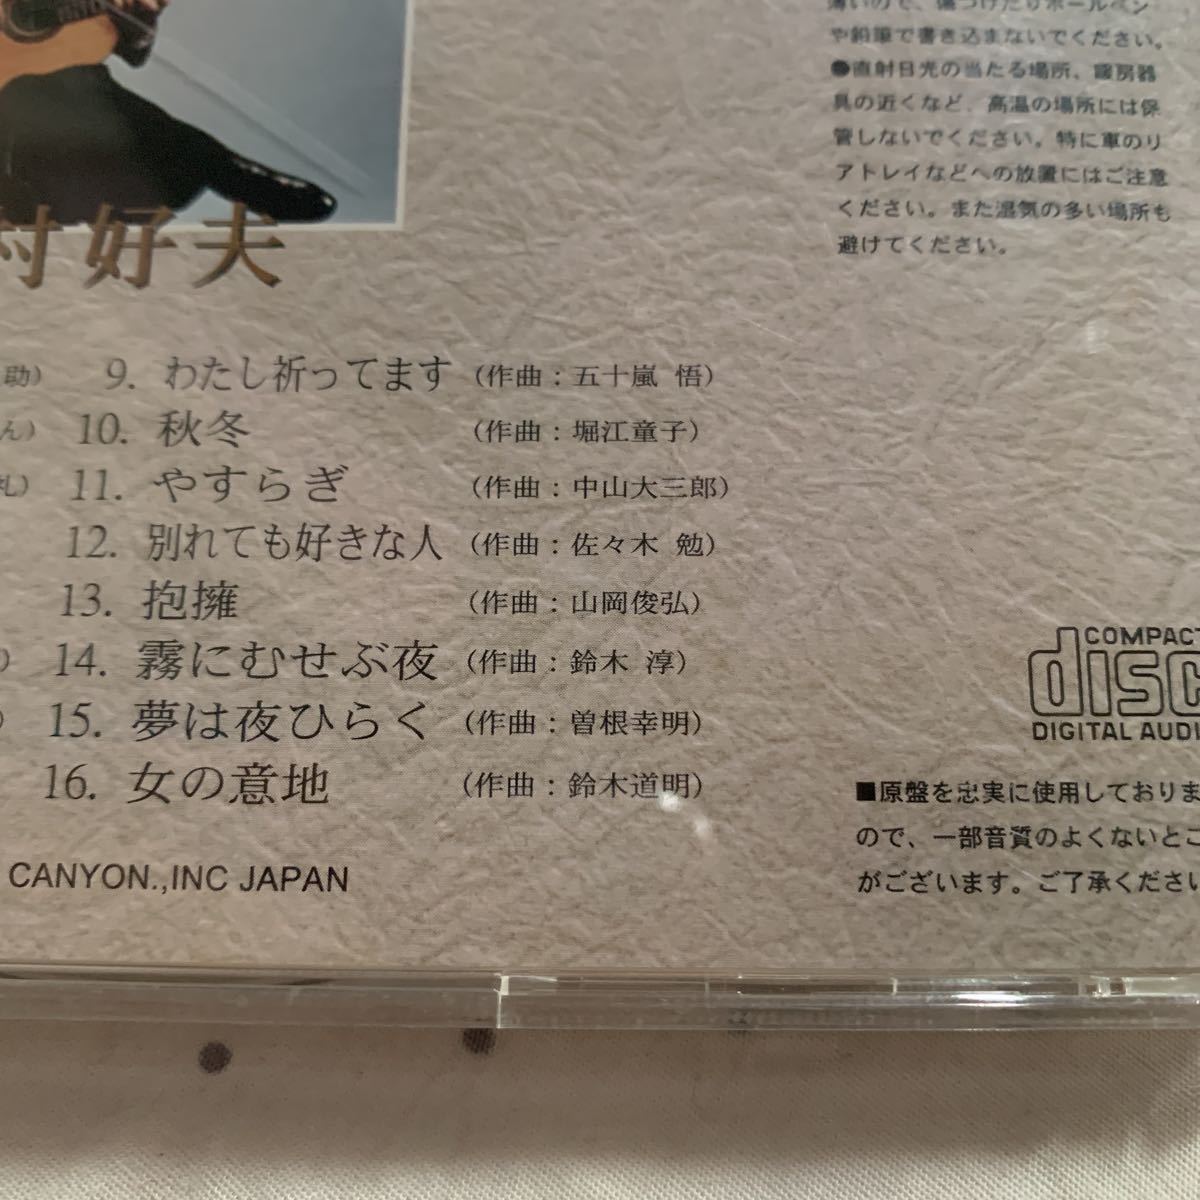 薄いので、傷つけたりボールペン
や鉛筆で書き込まないでください。
●直射日光の当たる場所、暖房器
具の近くなど、高温の場所には保
管しないでください。特に車のリ
アトレイなどへの放置にはご注意
ください。また湿気の多い場所も
避けてください。
村好夫
助) 9. わたし祈ってます (作曲：五十嵐 悟)
ん) 10. 秋冬 (作曲：堀江童子)
礼) 11. やすらぎ (作曲：中山大三郎)
12. 別れても好きな人 (作曲：佐々木 勉)
13. 抱擁 (作曲：山岡俊弘)
) 14. 霧にむせぶ夜 (作曲：鈴木 淳)
) 15. 夢は夜ひらく (作曲：曽根幸明)
16. 女の意地 (作曲：鈴木道明)
CANYON.,INC JAPAN
COMPACT
disc
DIGITAL AUDIO
■原盤を忠実に使用しておりま
ので、一部音質のよくないとこ
がございます。ご了承ください